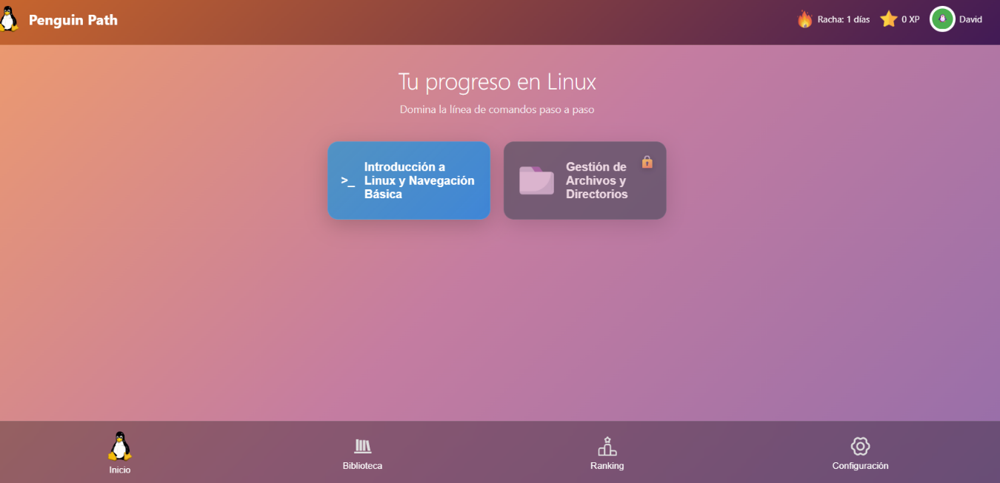 Penguin Path
Racha: 1 días
0 XP
David
Tu progreso en Linux
Domina la línea de comandos paso a paso
>_
Introducción a
Linux y Navegación
Básica
Gestión de
Archivos y
Directorios
Inicio
Biblioteca
Ranking
Configuración